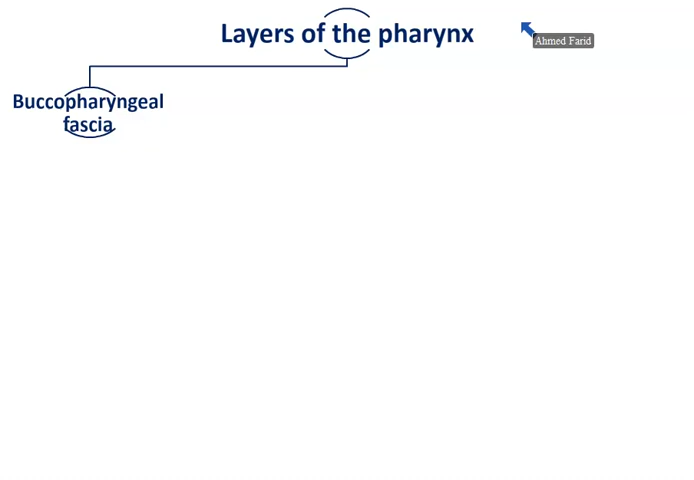 Layers of the pharynx
Ahmed Farid
Buccopharyngeal
fascia